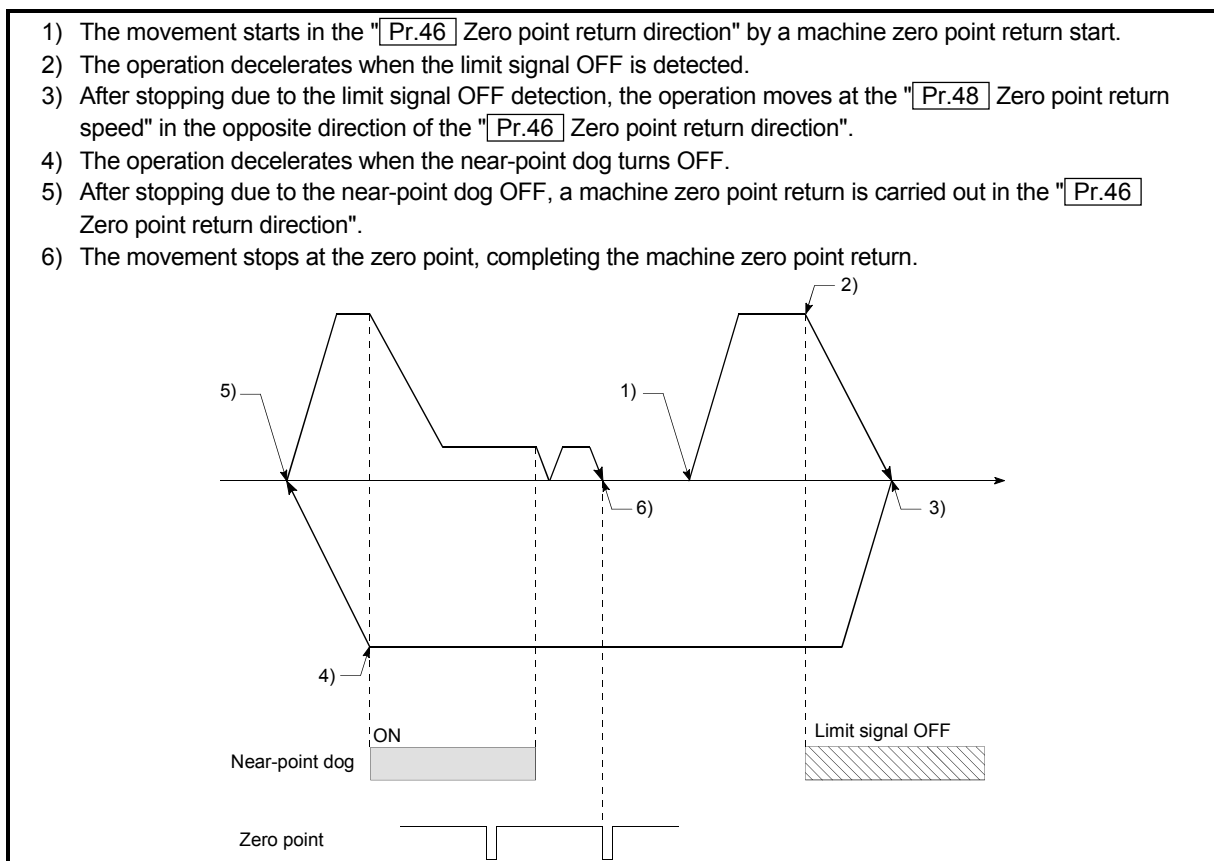 1) The movement starts in the "Pr.46 Zero point return direction" by a machine zero point return start.
2) The operation decelerates when the limit signal OFF is detected.
3) After stopping due to the limit signal OFF detection, the operation moves at the "Pr.48 Zero point return
speed" in the opposite direction of the "Pr.46 Zero point return direction".
4) The operation decelerates when the near-point dog turns OFF.
5) After stopping due to the near-point dog OFF, a machine zero point return is carried out in the "Pr.46
Zero point return direction".
6) The movement stops at the zero point, completing the machine zero point return.
2)
5)
1)
6)
3)
4)
ON
Limit signal OFF
Near-point dog
Zero point